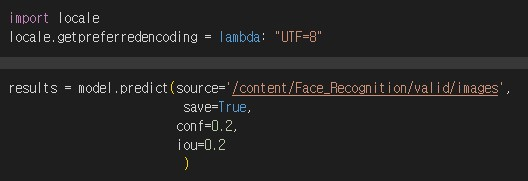 import locale
locale.getpreferredencoding = lambda: "UTF=8"
results = model.predict(source='/content/Face_Recognition/valid/images',
save=True,
conf=0.2,
iou=0.2
)